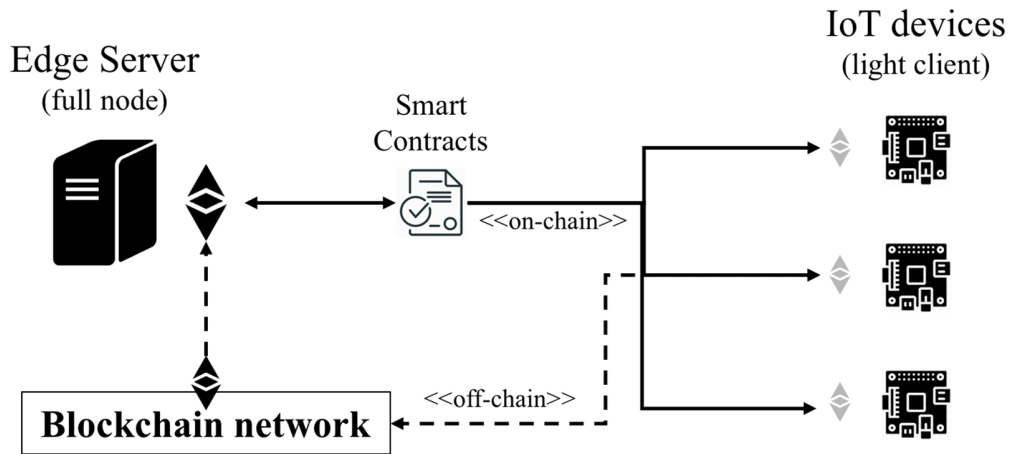 Edge Server
(full node)
Smart
Contracts
IoT devices
(light client)
<<on-chain>>
<<off-chain>>
Blockchain network